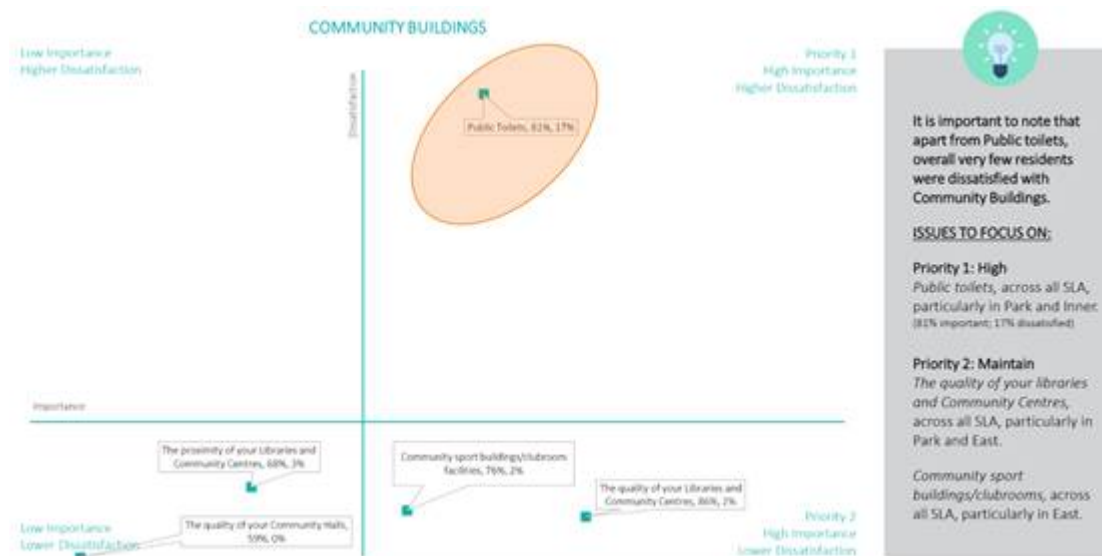 COMMUNITY BUILDINGS
Low Importance
Higher Dissatisfaction
Priority 1
High Importance
Higher Dissatisfaction
Dissatisfaction
Public Toilets, 81%, 17%
Importance
The proximity of your Libraries and
Community Centres, 68%, 3%
Community sport buildings/clubroom
facilities, 76%, 2%
The quality of your Libraries and
Community Centres, 86%, 2%
The quality of your Community Halls,
59%, 0%
Low Importance
Lower Dissatisfaction
Priority 2
High Importance
Lower Dissatisfaction
It is important to note that
apart from Public toilets,
overall very few residents
were dissatisfied with
Community Buildings.
ISSUES TO FOCUS ON:
Priority 1: High
Public toilets, across all SLA,
particularly in Park and Inner.
(81% important; 17% dissatisfied)
Priority 2: Maintain
The quality of your libraries
and Community Centres,
across all SLA, particularly in
Park and East.
Community sport
buildings/clubrooms, across
all SLA, particularly in East.